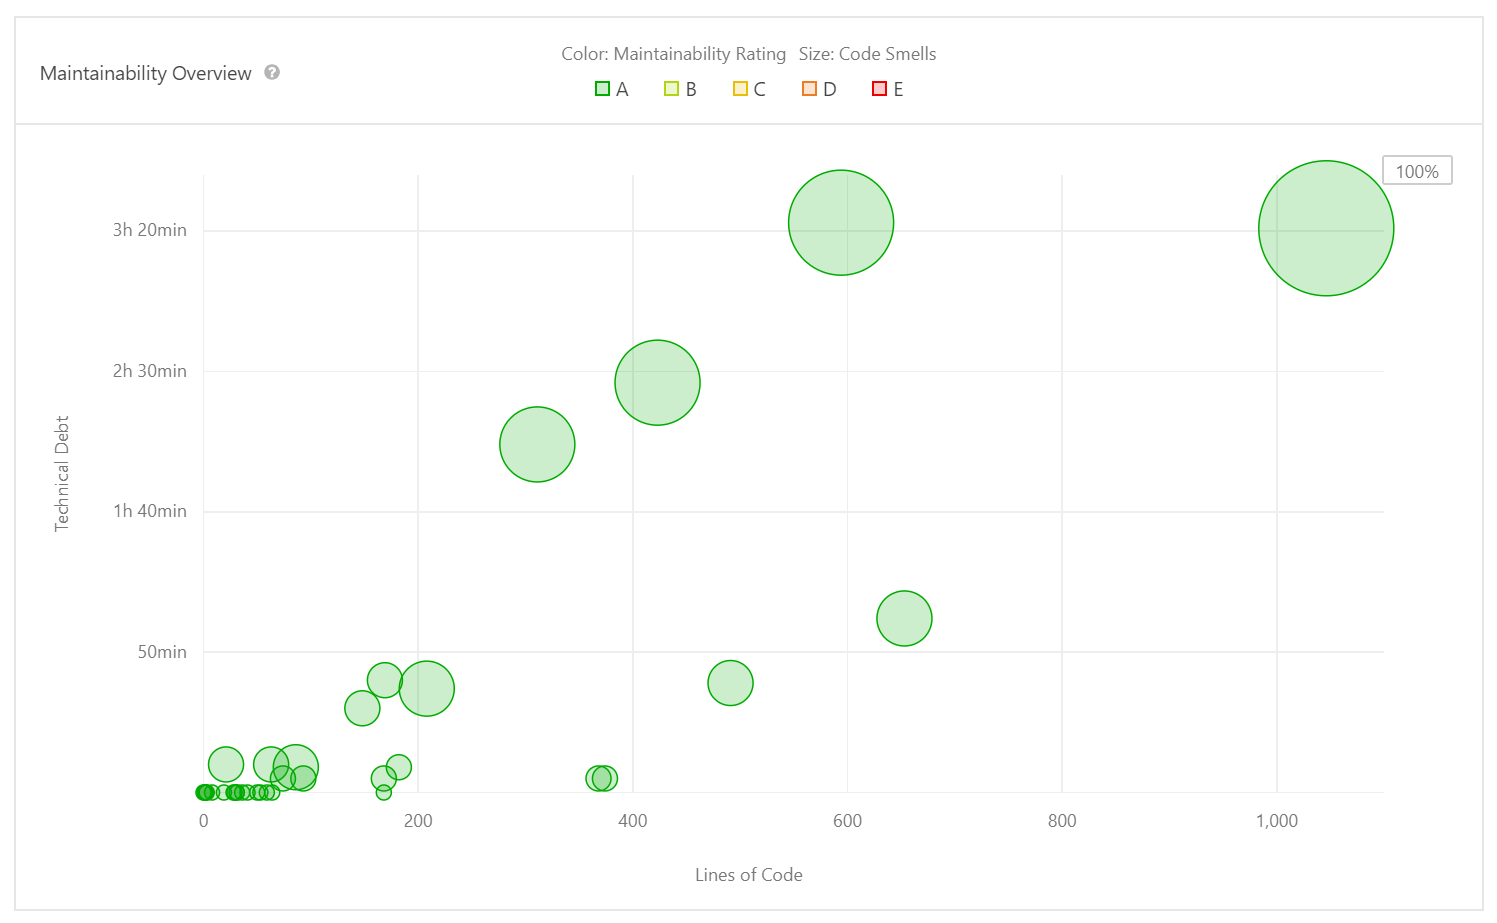 Color: Maintainability Rating Size: Code Smells
Maintainability Overview ?
A B C D E
100%
3h 20min
2h 30min
1h 40min
50min
Technical Debt
0 200 400 600 800 1,000
Lines of Code